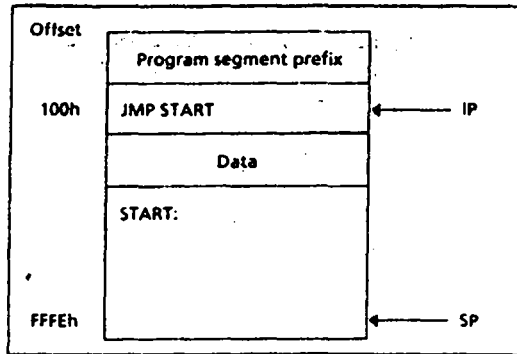 Offset
Program segment prefix
100h JMP START IP
Data
START:
FFFEh SP